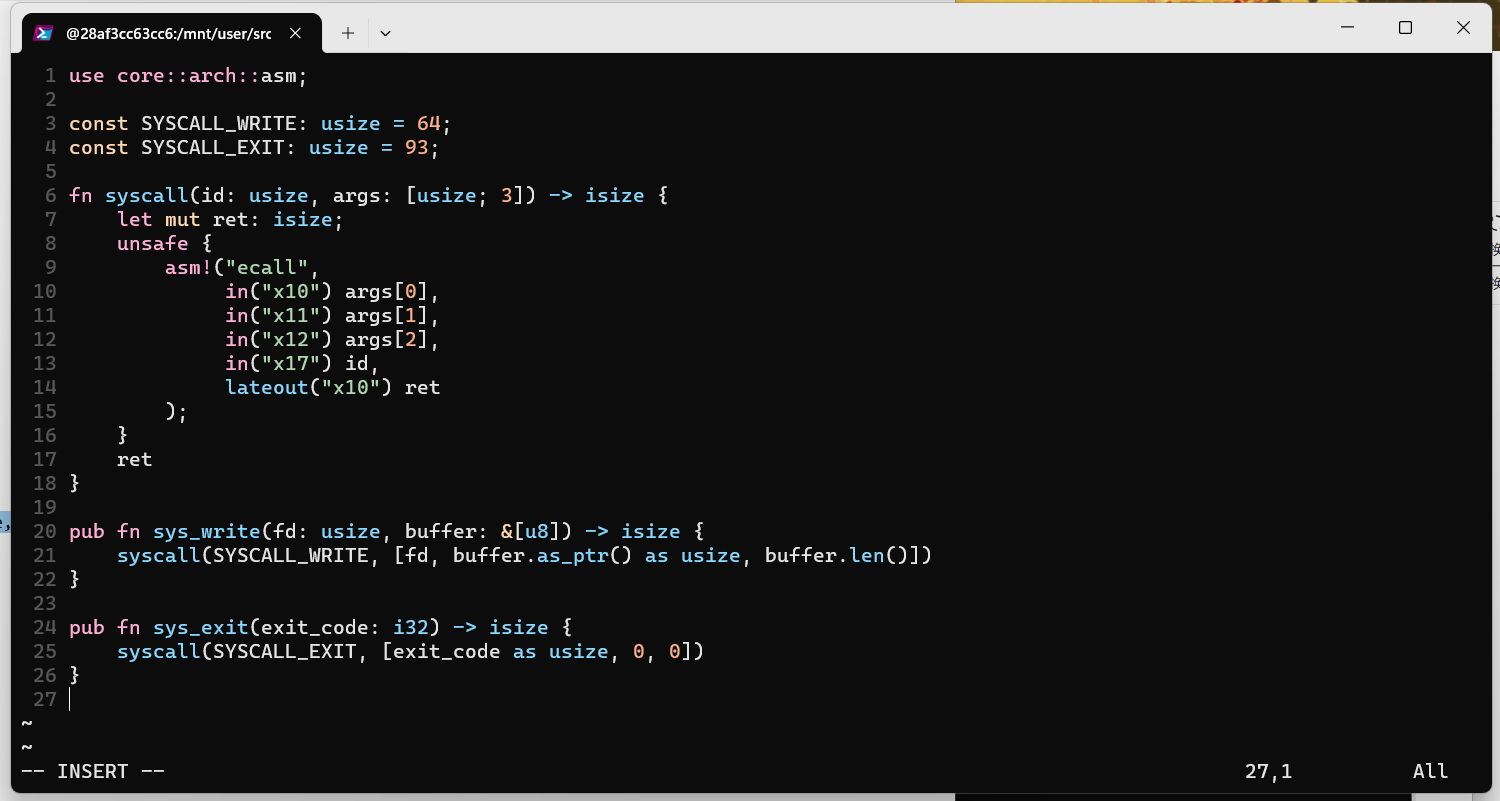 @28af3cc63cc6:/mnt/user/src
1 use core::arch::asm;
2
3 const SYSCALL_WRITE: usize = 64;
4 const SYSCALL_EXIT: usize = 93;
5
6 fn syscall(id: usize, args: [usize; 3]) -> isize {
7     let mut ret: isize;
8     unsafe {
9         asm!("ecall",
10              in("x10") args[0],
11              in("x11") args[1],
12              in("x12") args[2],
13              in("x17") id,
14              lateout("x10") ret
15         );
16     }
17     ret
18 }
19
20 pub fn sys_write(fd: usize, buffer: &[u8]) -> isize {
21     syscall(SYSCALL_WRITE, [fd, buffer.as_ptr() as usize, buffer.len()])
22 }
23
24 pub fn sys_exit(exit_code: i32) -> isize {
25     syscall(SYSCALL_EXIT, [exit_code as usize, 0, 0])
26 }
27
~
~
-- INSERT -- 27,1 All